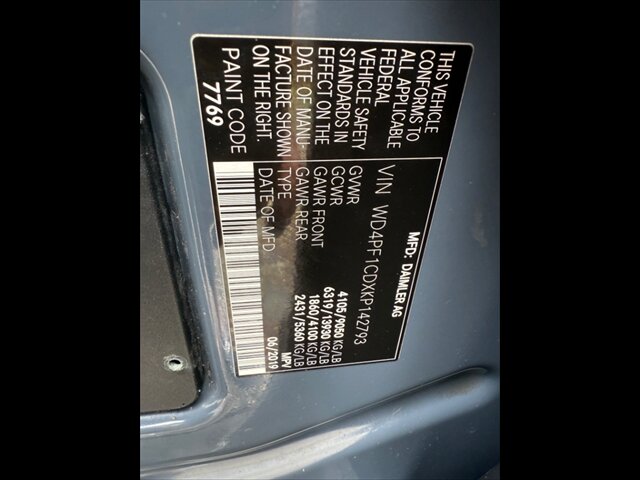 MFD: DAIMLER AG
VIN WD4PF1CDXKP142793
GVWR 4105/9050 KG/LB
GCWR 6319/13930 KG/LB
GAWR FRONT 1860/4100 KG/LB
GAWR REAR 2431/5360 KG/LB
TYPE MPV
DATE OF MFD 06/2019
THIS VEHICLE
CONFORMS TO
ALL APPLICABLE
FEDERAL
VEHICLE SAFETY
STANDARDS IN
EFFECT ON THE
DATE OF MANU-
FACTURE SHOWN
ON THE RIGHT.
PAINT CODE
7769